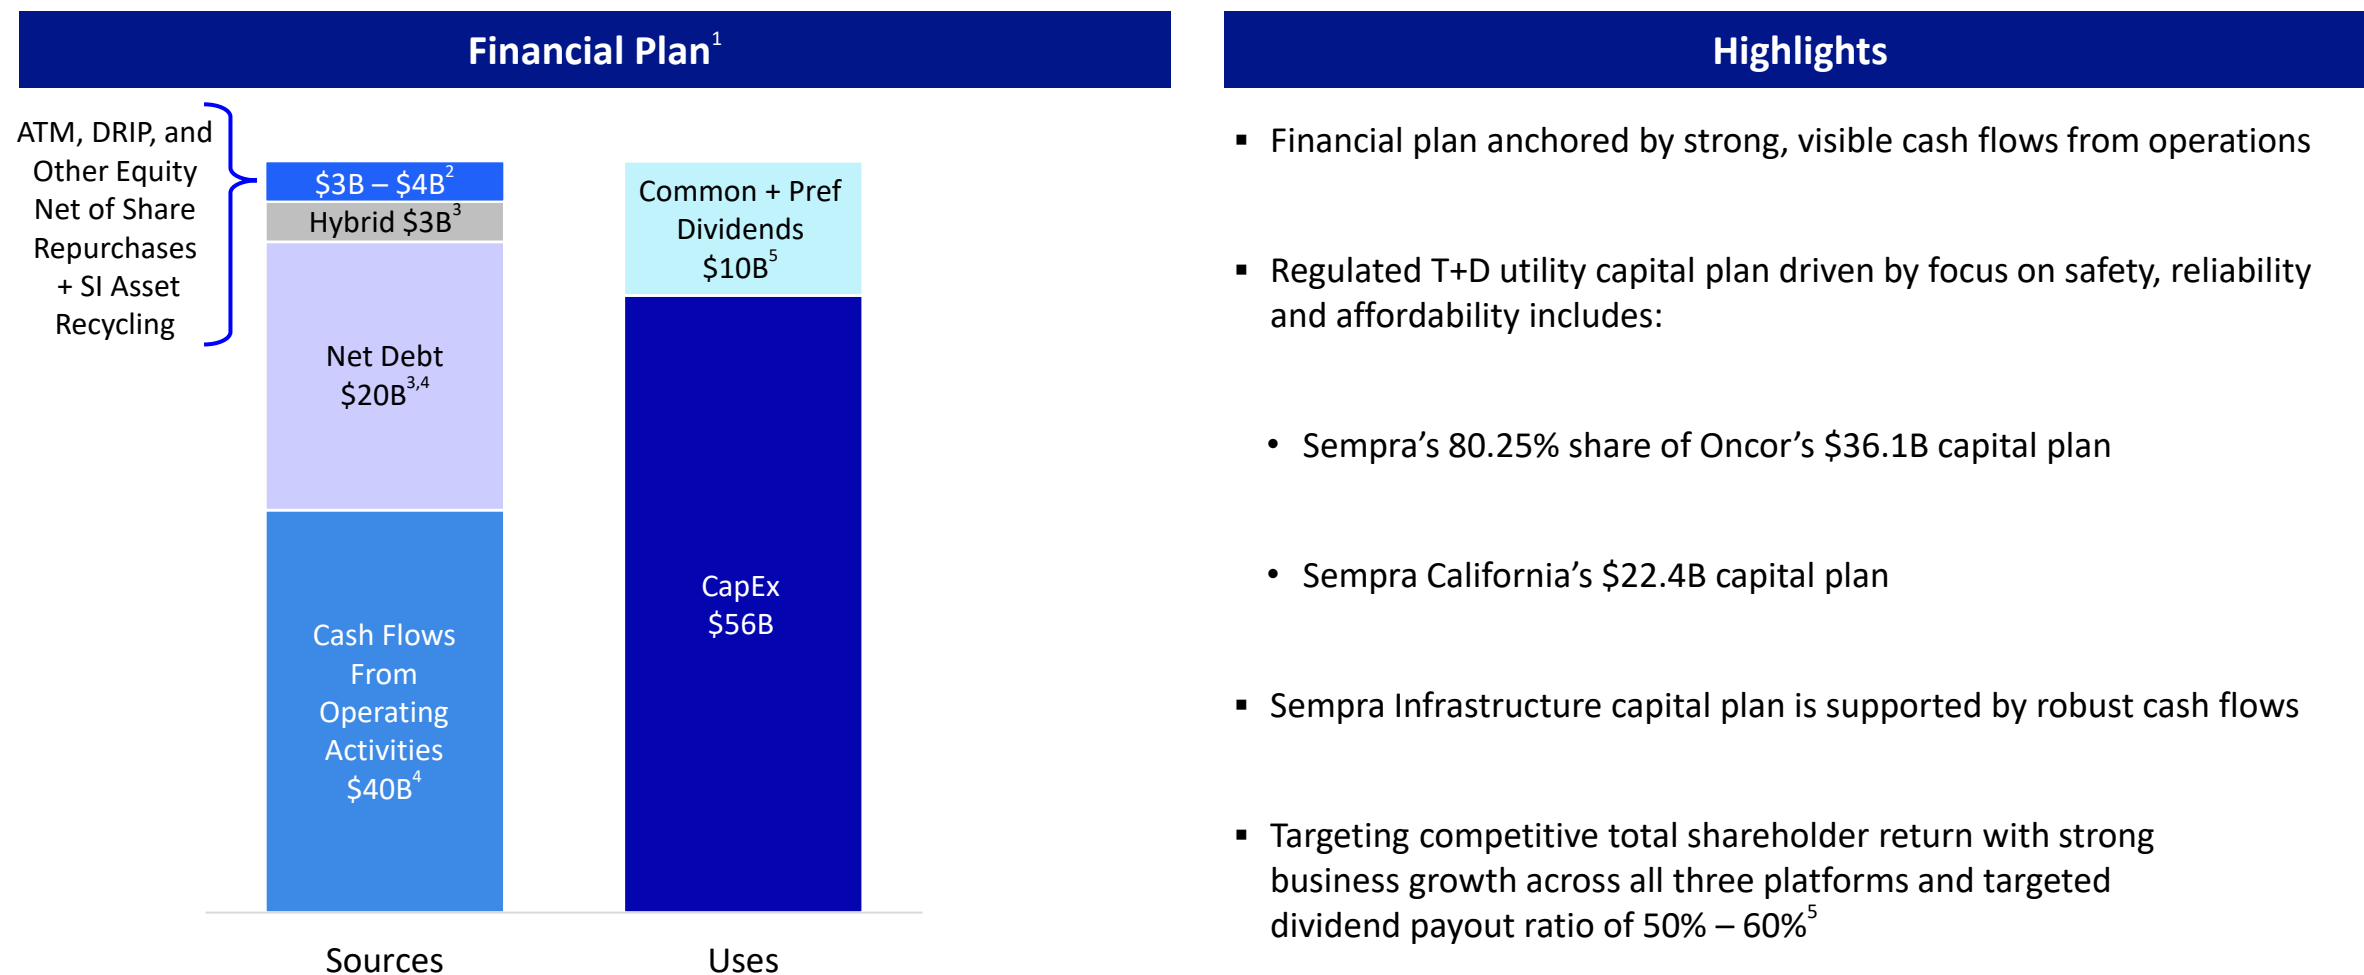 Financial Plan1
ATM, DRIP, and
Other Equity
Net of Share
Repurchases
+ SI Asset
Recycling
$3B – $4B2
Hybrid $3B3
Net Debt
$20B3,4
Cash Flows
From
Operating
Activities
$40B4
Sources
Common + Pref
Dividends
$10B5
CapEx
$56B
Uses
Highlights
▪ Financial plan anchored by strong, visible cash flows from operations
▪ Regulated T+D utility capital plan driven by focus on safety, reliability
and affordability includes:
• Sempra’s 80.25% share of Oncor’s $36.1B capital plan
• Sempra California’s $22.4B capital plan
▪ Sempra Infrastructure capital plan is supported by robust cash flows
▪ Targeting competitive total shareholder return with strong
business growth across all three platforms and targeted
dividend payout ratio of 50% – 60%5